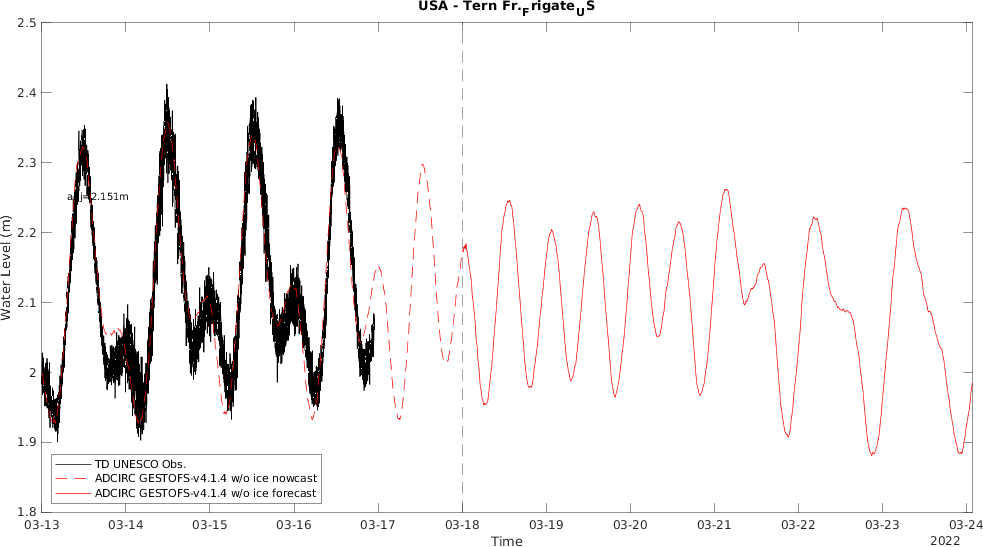 USA - Tern Fr.FrigateUS
2.5
2.4
2.3
2.2
2.1
2
1.9
1.8
Water Level (m)
adj=2.151m
TD UNESCO Obs.
ADCIRC GESTOFS-v4.1.4 w/o ice nowcast
ADCIRC GESTOFS-v4.1.4 w/o ice forecast
03-13 03-14 03-15 03-16 03-17 03-18 03-19 03-20 03-21 03-22 03-23 03-24
Time
2022